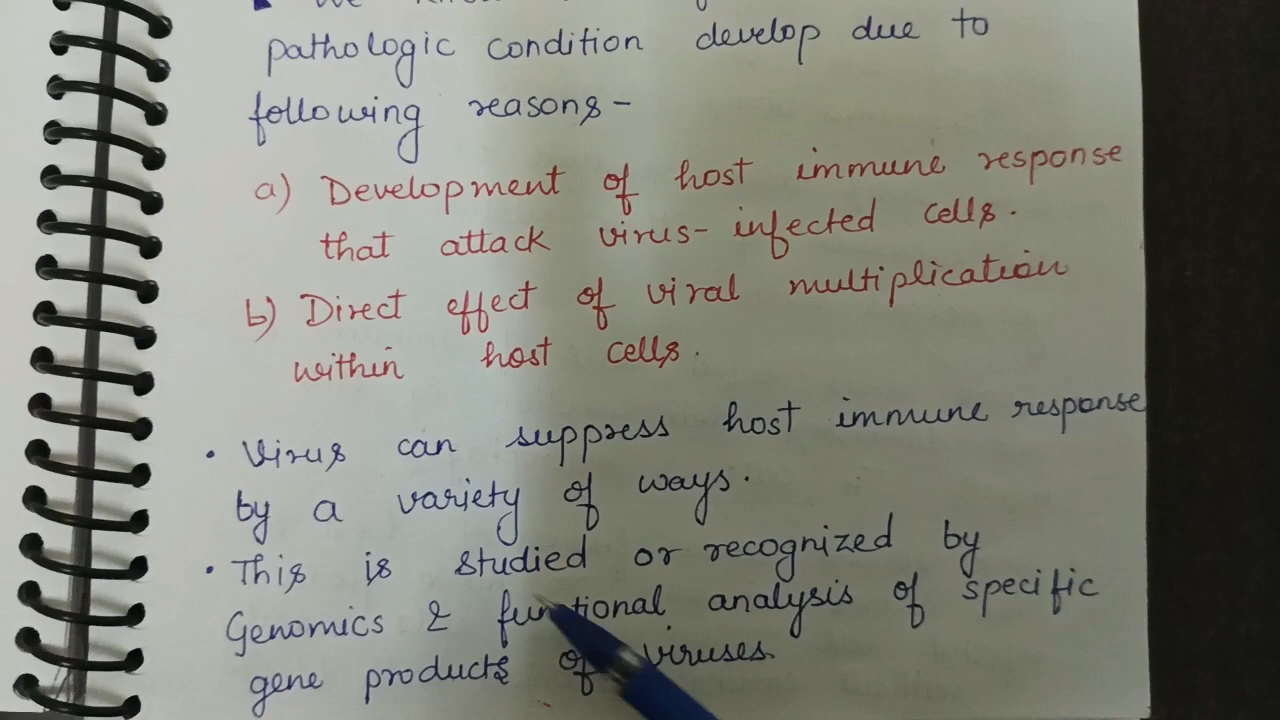 We
pathologic condition develop due to
following reasons-
a) Development of host immune response
that attack virus-infected cells.
b) Direct effect of viral multiplication
within host cells.
• Virus can suppress host immune response
by a variety of ways.
• This is studied or recognized by
Genomics & functional analysis of specific
gene products of viruses.